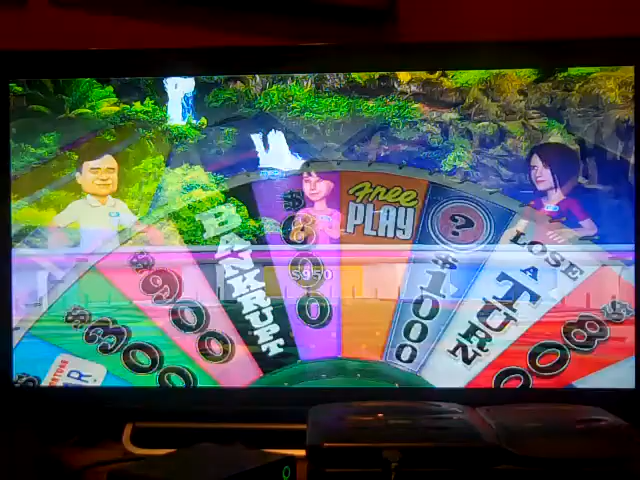 $300
$900
BANKRUPT
$600
$950
Free
PLAY
?
$1000
LOSE
A
TURN
$800